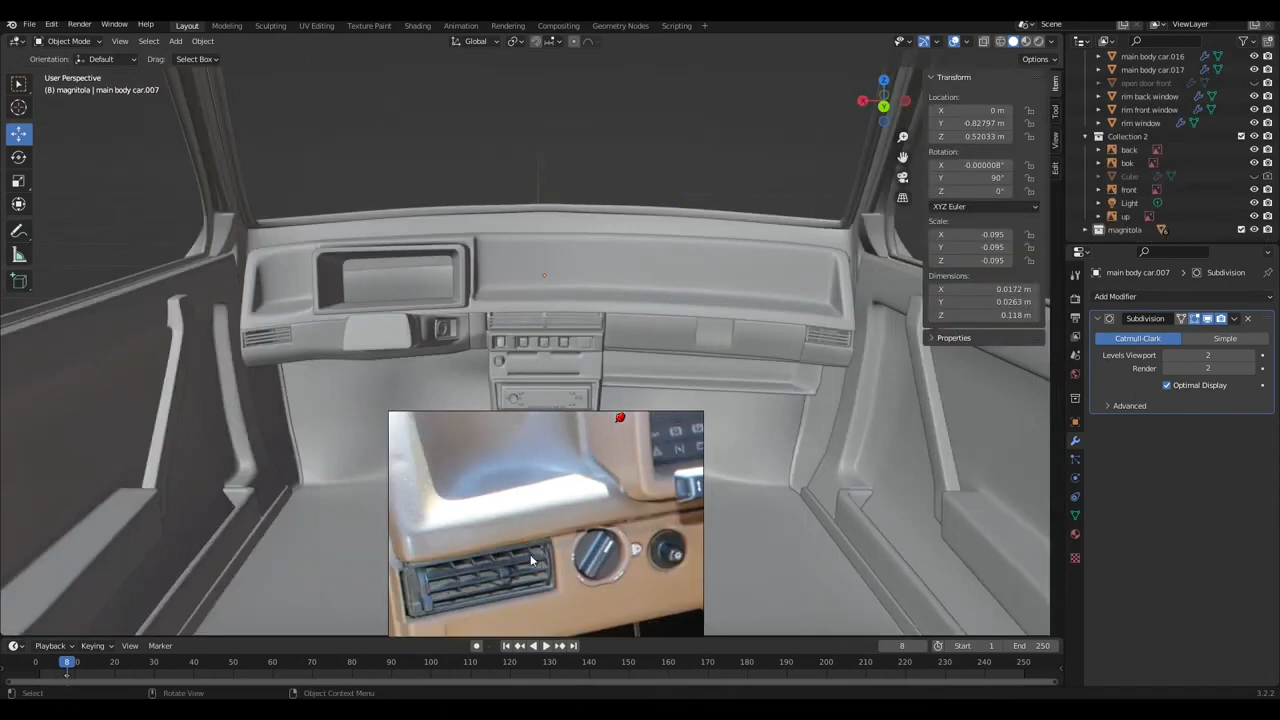 File Edit Render Window Help Layout Modeling Sculpting UV Editing Texture Paint Shading Animation Rendering Compositing Geometry Nodes Scripting + Scene ViewLayer
Object Mode View Select Add Object Global
Orientation: Default Drag: Select Box Options
User Perspective
(8) magnitola | main body car.007
X
Y
Z
Transform
Location:
X 0 m
Y -0.82797 m
Z 0.52033 m
Rotation:
X -0.000008°
Y 90°
Z 0°
XYZ Euler
Scale:
X -0.095
Y -0.095
Z -0.095
Dimensions:
X 0.0172 m
Y 0.0263 m
Z 0.118 m
Properties
Item
Tool
View
Edit
main body car.016
main body car.017
open door front
rim back window
rim front window
rim window
Collection 2
back
bok
Cube
front
Light
up
magnitola
main body car.007 > Subdivision
Add Modifier
Subdivision
Catmull-Clark Simple
Levels Viewport 2
Render 2
Optimal Display
Advanced
Playback Keying View Marker 8 Start 1 End 250
0 8 10 20 30 40 50 60 70 80 90 100 110 120 130 140 150 160 170 180 190 200 210 220 230 240 250
Select Rotate View Object Context Menu 3.2.2